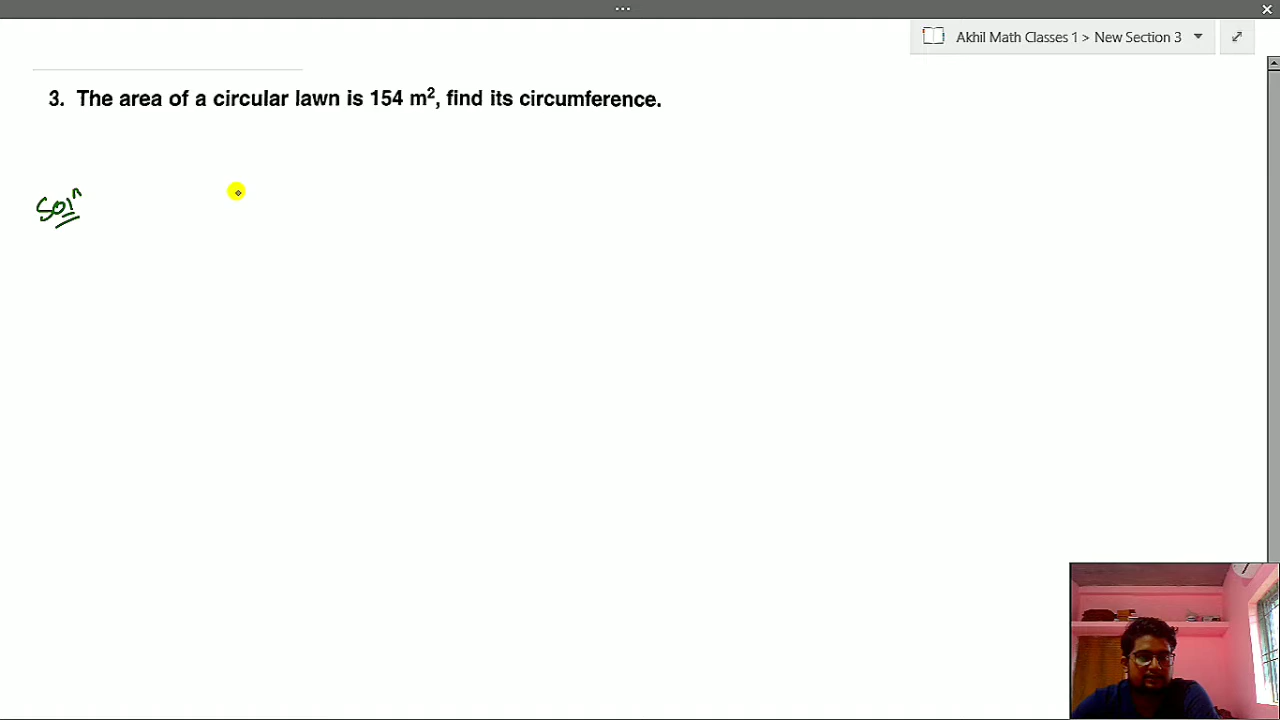 Akhil Math Classes 1 > New Section 3
3. The area of a circular lawn is 154 m², find its circumference.
Solⁿ